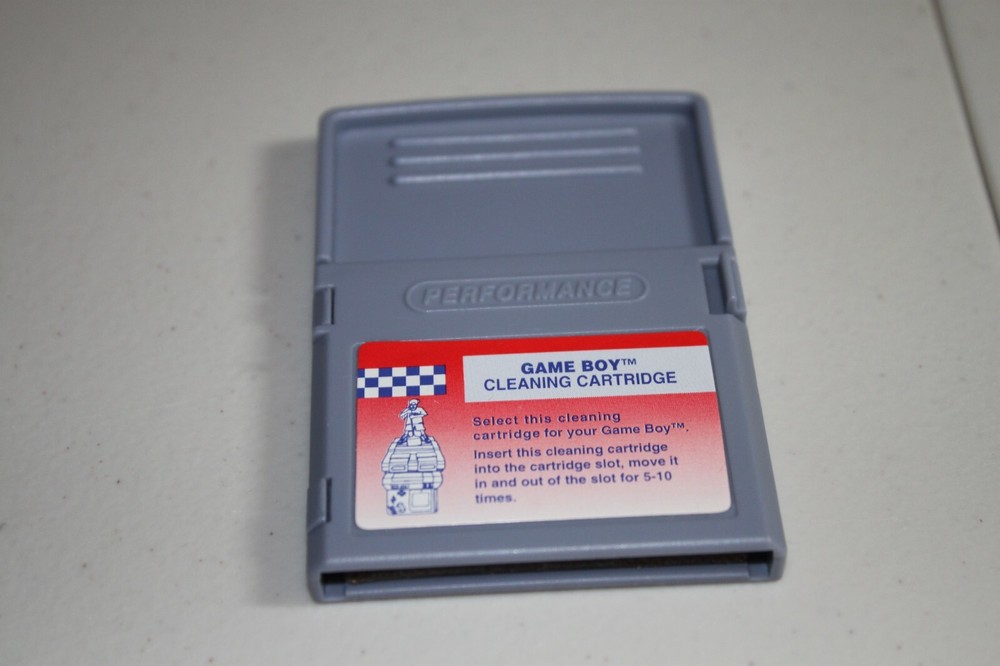 PERFORMANCE
GAME BOY™
CLEANING CARTRIDGE
Select this cleaning
cartridge for your Game Boy™.
Insert this cleaning cartridge
into the cartridge slot, move it
in and out of the slot for 5-10
times.